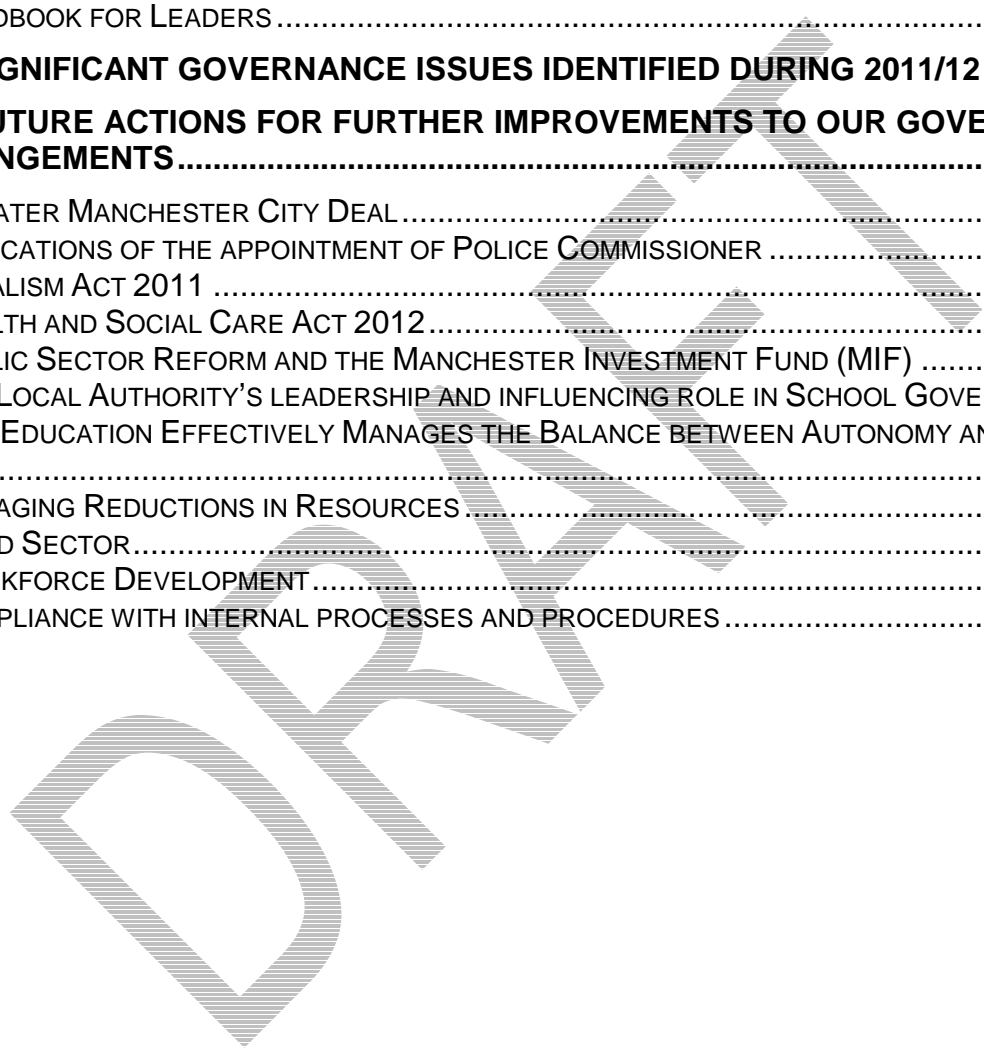 DBOOK FOR LEADERS....................................................................................
GNIFICANT GOVERNANCE ISSUES IDENTIFIED DURING 2011/12
UTURE ACTIONS FOR FURTHER IMPROVEMENTS TO OUR GOVE
NGEMENTS....................................................................................
ATER MANCHESTER CITY DEAL....................................................................................
ICATIONS OF THE APPOINTMENT OF POLICE COMMISSIONER ..........................
ALISM ACT 2011 ....................................................................................
LTH AND SOCIAL CARE ACT 2012....................................................................................
LIC SECTOR REFORM AND THE MANCHESTER INVESTMENT FUND (MIF) ........
LOCAL AUTHORITY'S LEADERSHIP AND INFLUENCING ROLE IN SCHOOL GOVE
EDUCATION EFFECTIVELY MANAGES THE BALANCE BETWEEN AUTONOMY AN
....................................................................................
AGING REDUCTIONS IN RESOURCES ....................................................................
D SECTOR....................................................................................
KFORCE DEVELOPMENT....................................................................................
PLIANCE WITH INTERNAL PROCESSES AND PROCEDURES..............................
DRAFT